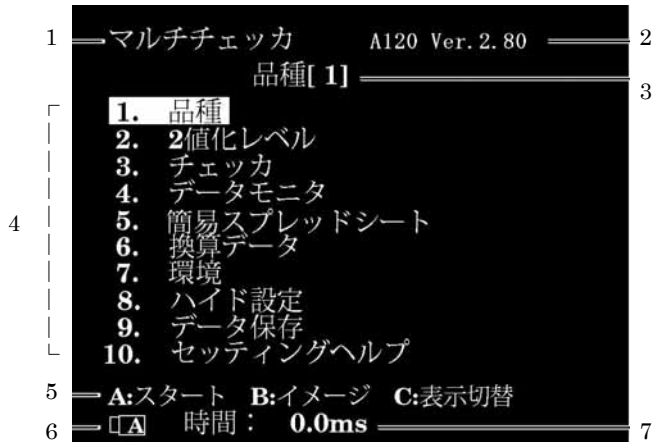 1 マルチチェッカ A120 Ver.2.80 2
品種[ 1] 3
1. 品種
2. 2値化レベル
3. チェッカ
4. データモニタ
4 5. 簡易スプレッドシート
6. 換算データ
7. 環境
8. ハイド設定
9. データ保存
10. セッティングヘルプ
5 A:スタート B:イメージ C:表示切替
6 A 時間： 0.0ms 7